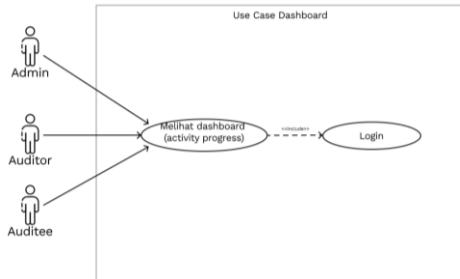 Use Case Dashboard
Admin
Melihat dashboard
(activity progress)
<<include>>
Login
Auditor
Auditee